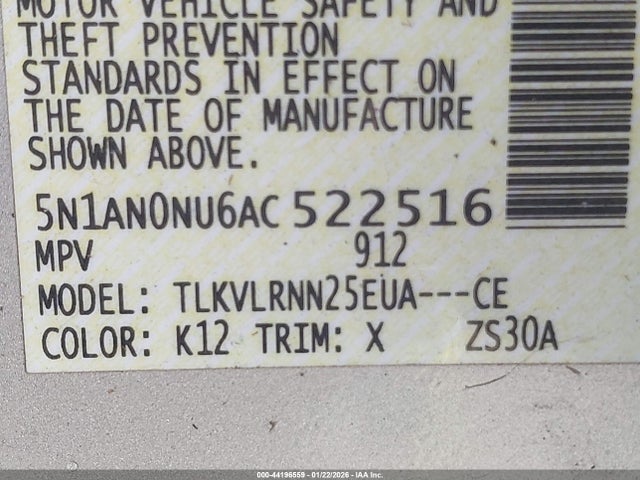 MOTOR VEHICLE SAFETY AND
THEFT PREVENTION
STANDARDS IN EFFECT ON
THE DATE OF MANUFACTURE
SHOWN ABOVE.
5N1AN0NU6AC522516
MPV 912
MODEL: TLKVLRNN25EUA---CE
COLOR: K12 TRIM: X ZS30A
000-44196559 - 01/22/2026 - IAA Inc.